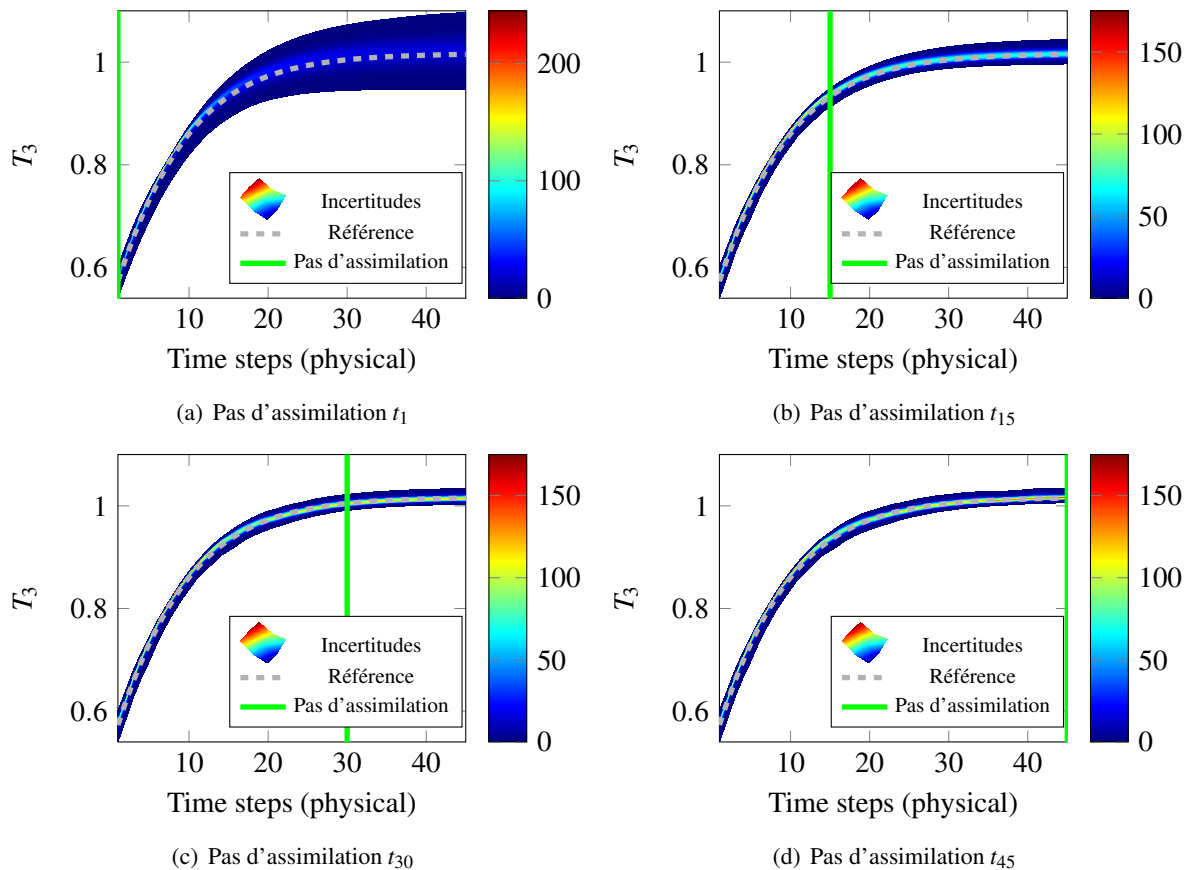 1
0.8
0.6
T3
10 20 30 40
Time steps (physical)
0
100
200
Incertitudes
Référence
Pas d'assimilation
(a) Pas d'assimilation t1
1
0.8
0.6
T3
10 20 30 40
Time steps (physical)
0
50
100
150
Incertitudes
Référence
Pas d'assimilation
(b) Pas d'assimilation t15
1
0.8
0.6
T3
10 20 30 40
Time steps (physical)
0
50
100
150
Incertitudes
Référence
Pas d'assimilation
(c) Pas d'assimilation t30
1
0.8
0.6
T3
10 20 30 40
Time steps (physical)
0
50
100
150
Incertitudes
Référence
Pas d'assimilation
(d) Pas d'assimilation t45